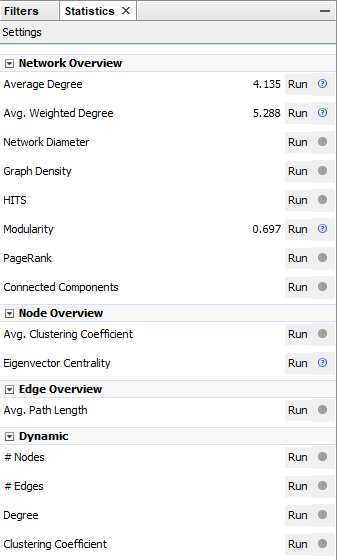 Filters Statistics
Settings
Network Overview
Average Degree 4.135 Run
Avg. Weighted Degree 5.288 Run
Network Diameter Run
Graph Density Run
HITS Run
Modularity 0.697 Run
PageRank Run
Connected Components Run
Node Overview
Avg. Clustering Coefficient Run
Eigenvector Centrality Run
Edge Overview
Avg. Path Length Run
Dynamic
# Nodes Run
# Edges Run
Degree Run
Clustering Coefficient Run